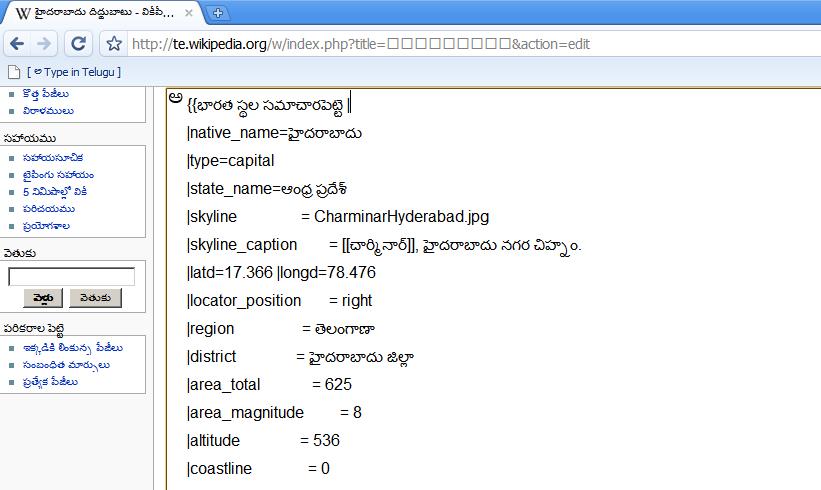 హైదరాబాదు దిద్దుబాటు - వికీపీ...
http://te.wikipedia.org/w/index.php?title=□□□□□□□□□&action=edit
[ అ Type in Telugu ]
కొత్త పేజీలు
విరాళములు
సహాయము
సహాయసూచిక
టైపింగు సహాయం
5 నిమిషాల్లో వికీ
పరిచయము
ప్రయోగశాల
వెతుకు
వెళ్లు
వెతుకు
పరికరాల పెట్టె
ఇక్కడికి లింకున్న పేజీలు
సంబంధిత మార్పులు
ప్రత్యేక పేజీలు
అ
{{భారత స్థల సమాచారపెట్టె |
|native_name=హైదరాబాదు
|type=capital
|state_name=ఆంధ్ర ప్రదేశ్
|skyline = CharminarHyderabad.jpg
|skyline_caption = [[చార్మినార్]], హైదరాబాదు నగర చిహ్నం.
|latd=17.366 |longd=78.476
|locator_position = right
|region = తెలంగాణా
|district = హైదరాబాదు జిల్లా
|area_total = 625
|area_magnitude = 8
|altitude = 536
|coastline = 0